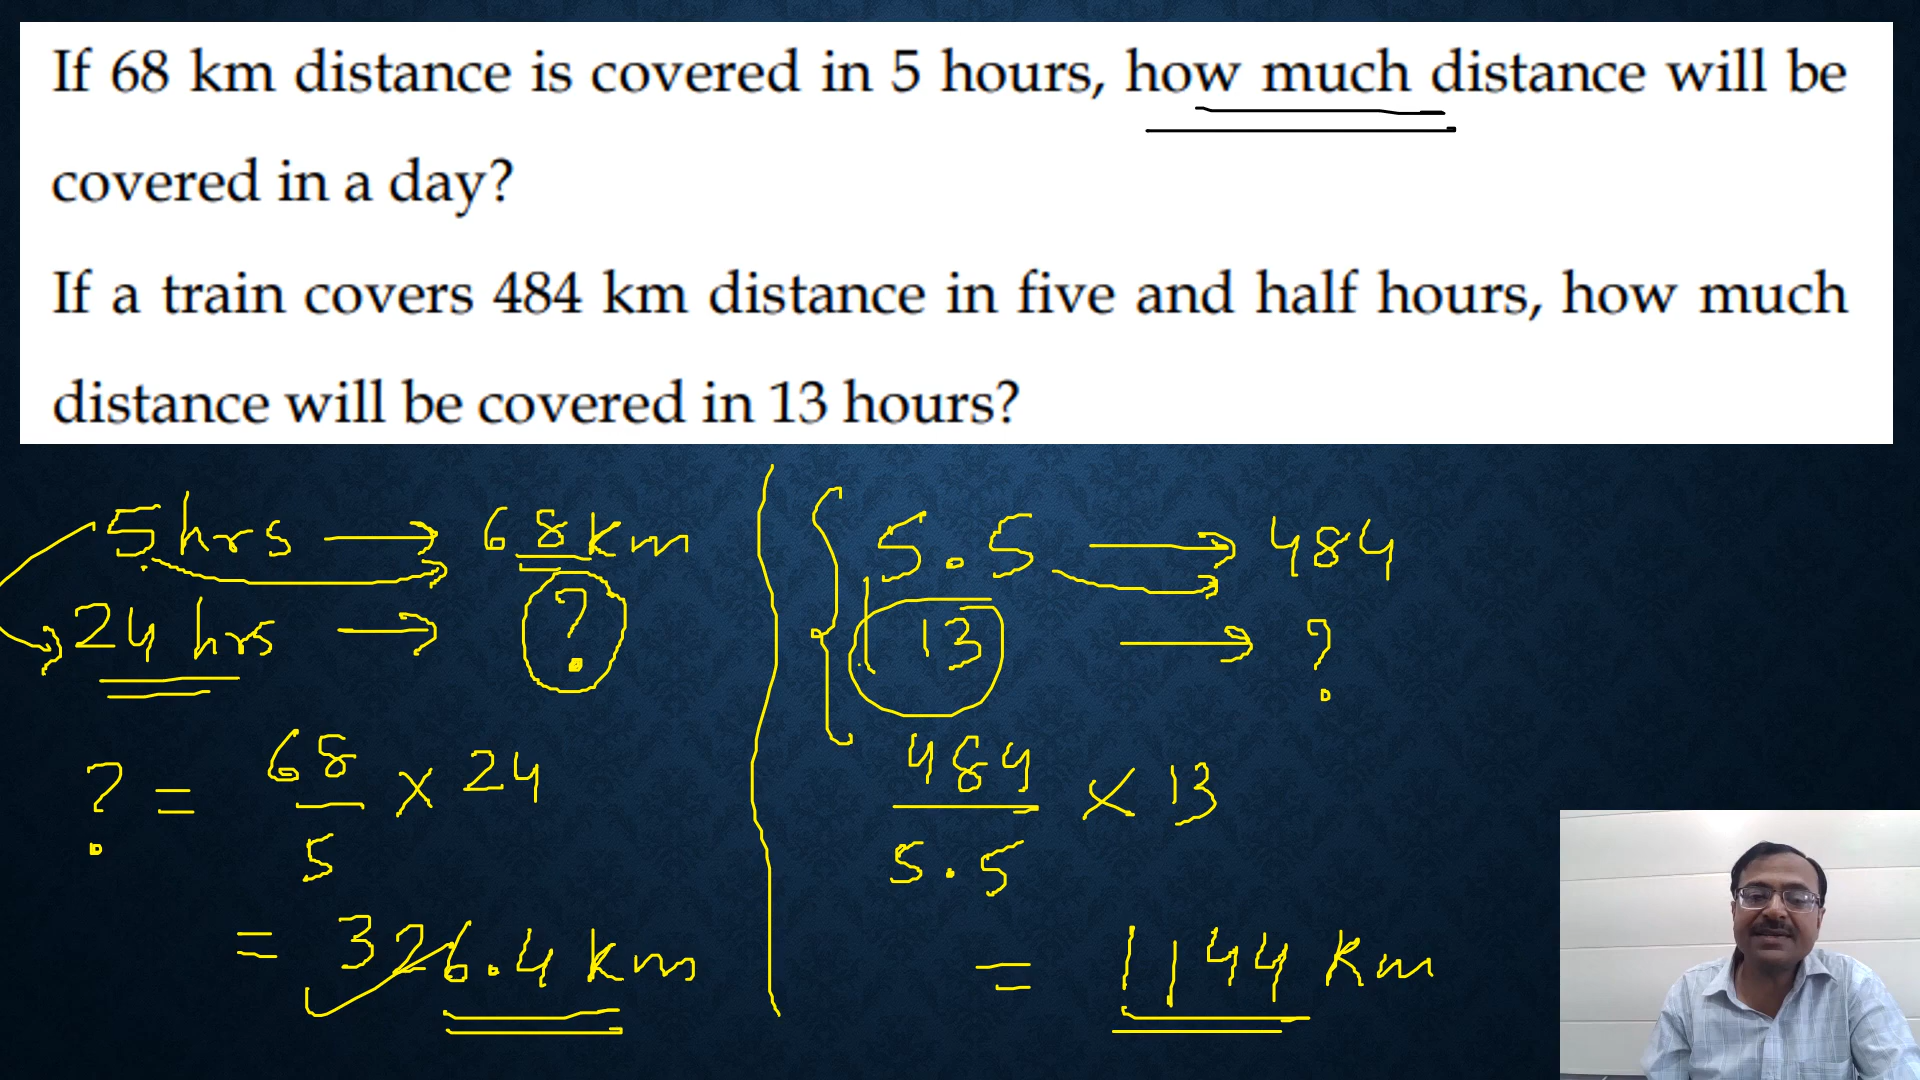 If 68 km distance is covered in 5 hours, how much distance will be
covered in a day?
If a train covers 484 km distance in five and half hours, how much
distance will be covered in 13 hours?
5 hrs → 68 km
24 hrs → ?
? = 68/5 × 24
= 326.4 km
5.5 → 484
13 → ?
484/5.5 × 13
= 1144 km